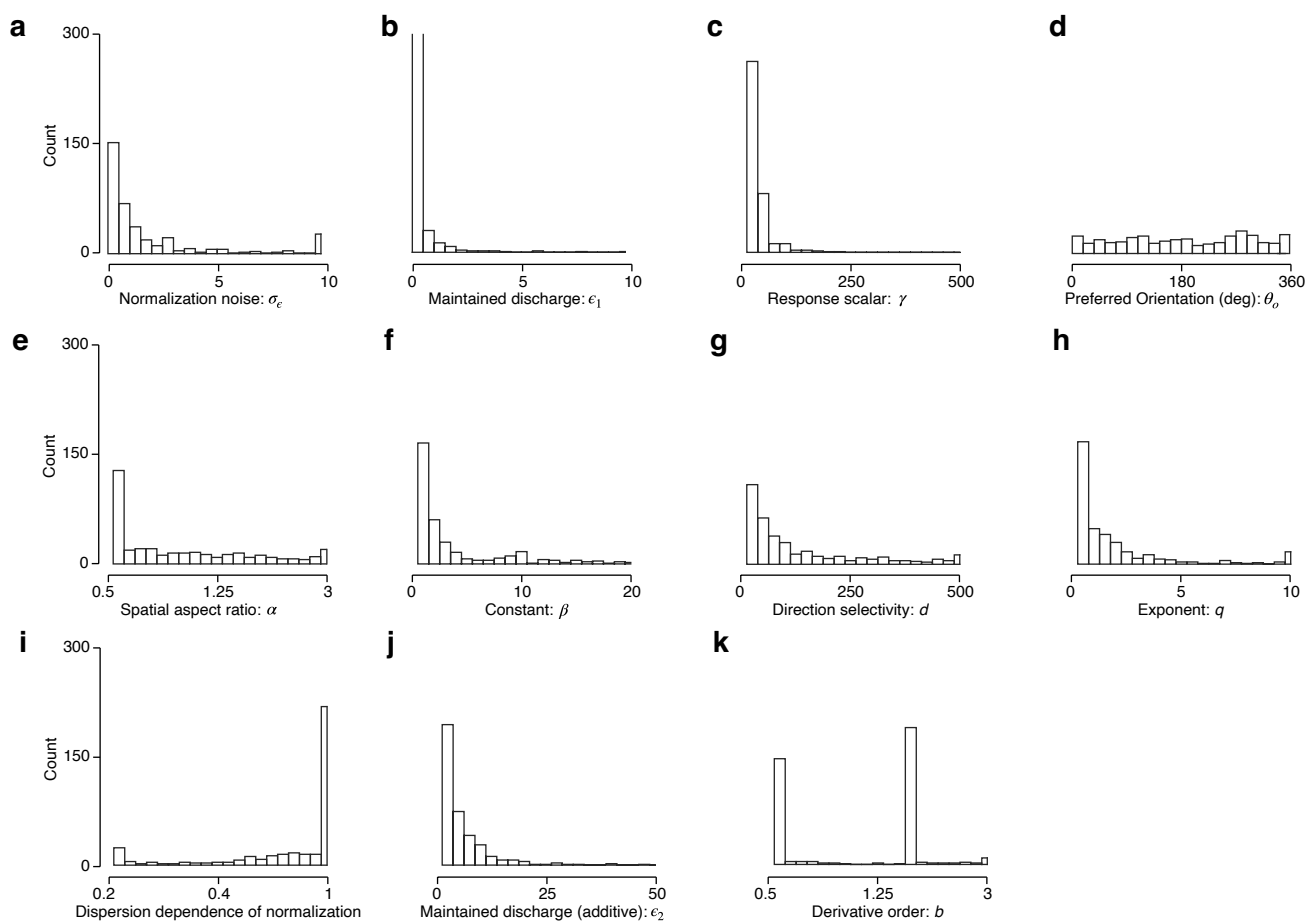 a b c d
300
150
0
Count
0 5 10
Normalization noise: σϵ
0 5 10
Maintained discharge: ϵ1
0 250 500
Response scalar: γ
0 180 360
Preferred Orientation (deg): θo
e f g h
300
150
0
Count
0.5 1.25 3
Spatial aspect ratio: α
0 10 20
Constant: β
0 250 500
Direction selectivity: d
0 5 10
Exponent: q
i j k
300
150
0
Count
0.2 0.4 1
Dispersion dependence of normalization
0 25 50
Maintained discharge (additive): ϵ2
0.5 1.25 3
Derivative order: b